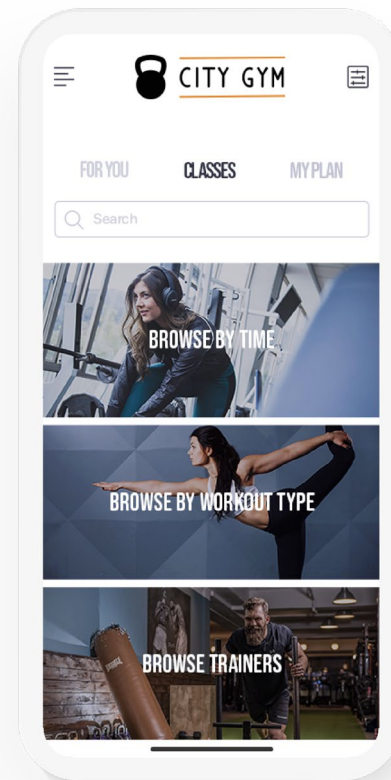 CITY GYM
FOR YOU CLASSES MY PLAN
Search
BROWSE BY TIME
BROWSE BY WORKOUT TYPE
BROWSE TRAINERS